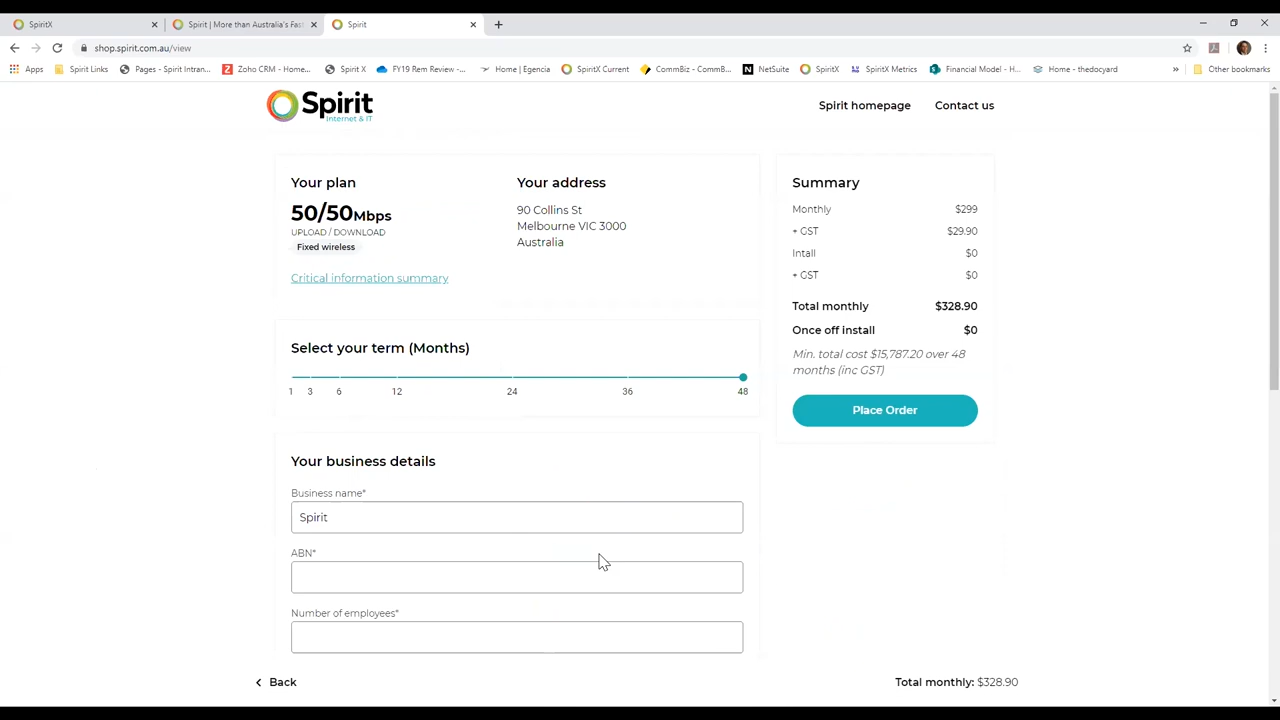 SpiritX
Spirit | More than Australia's Fas
Spirit
shop.spirit.com.au/view
Apps
Spirit Links
Pages - Spirit Intran...
Zoho CRM - Home...
Spirit X
FY19 Rem Review -...
Home | Egencia
SpiritX Current
CommBiz - CommB...
NetSuite
SpiritX
SpiritX Metrics
Financial Model - H...
Home - thedocyard
»
Other bookmarks
Spirit
Internet & IT
Spirit homepage
Contact us
Your plan
50/50Mbps
UPLOAD / DOWNLOAD
Fixed wireless
Critical information summary
Your address
90 Collins St
Melbourne VIC 3000
Australia
Summary
Monthly $299
+ GST $29.90
Intall $0
+ GST $0
Total monthly $328.90
Once off install $0
Min. total cost $15,787.20 over 48
months (inc GST)
Place Order
Select your term (Months)
1 3 6 12 24 36 48
Your business details
Business name*
Spirit
ABN*
Number of employees*
Back
Total monthly: $328.90